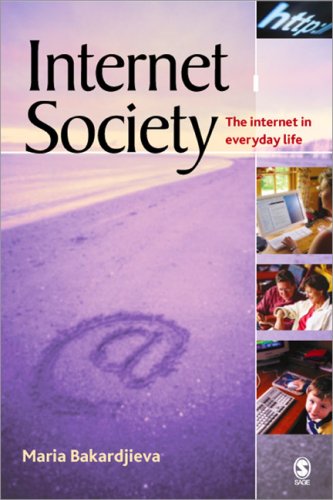 http:
Internet
Society
The internet in
everyday life
@
Maria Bakardjieva
SAGE